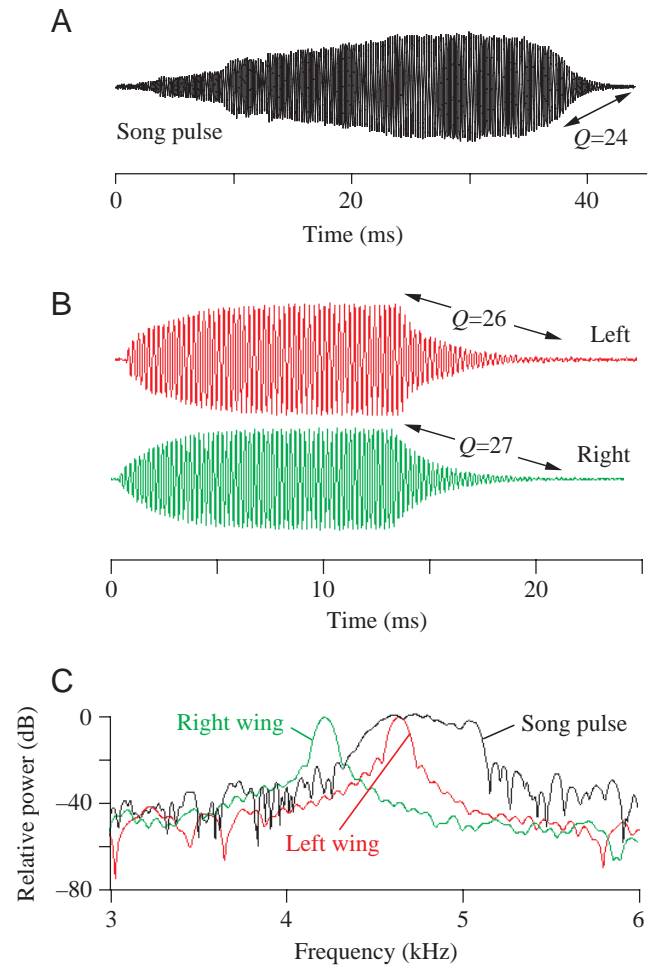 A
Song pulse
Q=24
0 20 40
Time (ms)
B
Q=26
Left
Q=27
Right
0 10 20
Time (ms)
C
Relative power (dB)
0
–40
–80
Right wing
Song pulse
Left wing
3 4 5 6
Frequency (kHz)